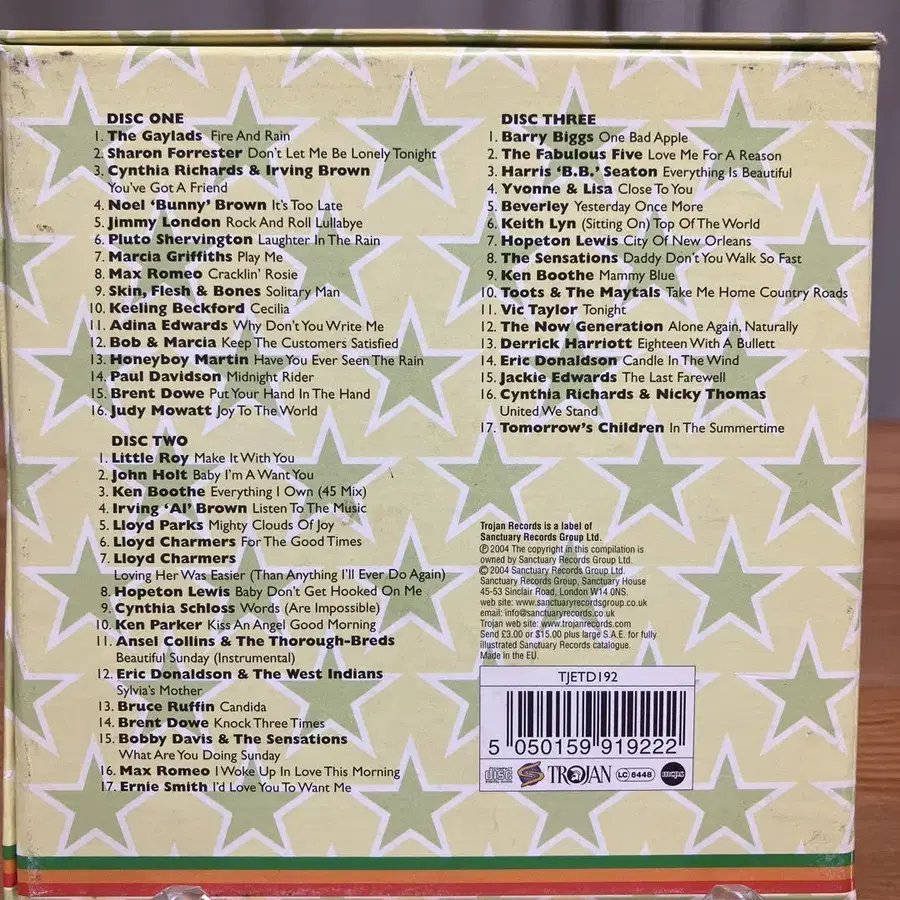 DISC ONE
1. The Gaylads Fire And Rain
2. Sharon Forrester Don't Let Me Be Lonely Tonight
3. Cynthia Richards & Irving Brown
You've Got A Friend
4. Noel 'Bunny' Brown It's Too Late
5. Jimmy London Rock And Roll Lullabye
6. Pluto Shervington Laughter In The Rain
7. Marcia Griffiths Play Me
8. Max Romeo Cracklin' Rosie
9. Skin, Flesh & Bones Solitary Man
10. Keeling Beckford Cecilia
11. Adina Edwards Why Don't You Write Me
12. Bob & Marcia Keep The Customers Satisfied
13. Honeyboy Martin Have You Ever Seen The Rain
14. Paul Davidson Midnight Rider
15. Brent Dowe Put Your Hand In The Hand
16. Judy Mowatt Joy To The World
DISC TWO
1. Little Roy Make It With You
2. John Holt Baby I'm A Want You
3. Ken Boothe Everything I Own (45 Mix)
4. Irving 'Al' Brown Listen To The Music
5. Lloyd Parks Mighty Clouds Of Joy
6. Lloyd Charmers For The Good Times
7. Lloyd Charmers
Loving Her Was Easier (Than Anything I'll Ever Do Again)
8. Hopeton Lewis Baby Don't Get Hooked On Me
9. Cynthia Schloss Words (Are Impossible)
10. Ken Parker Kiss An Angel Good Morning
11. Ansel Collins & The Thorough-Breds
Beautiful Sunday (Instrumental)
12. Eric Donaldson & The West Indians
Sylvia's Mother
13. Bruce Ruffin Candida
14. Brent Dowe Knock Three Times
15. Bobby Davis & The Sensations
What Are You Doing Sunday
16. Max Romeo I Woke Up In Love This Morning
17. Ernie Smith I'd Love You To Want Me
DISC THREE
1. Barry Biggs One Bad Apple
2. The Fabulous Five Love Me For A Reason
3. Harris 'B.B.' Seaton Everything Is Beautiful
4. Yvonne & Lisa Close To You
5. Beverley Yesterday Once More
6. Keith Lyn (Sitting On) Top Of The World
7. Hopeton Lewis City Of New Orleans
8. The Sensations Daddy Don't You Walk So Fast
9. Ken Boothe Mammy Blue
10. Toots & The Maytals Take Me Home Country Roads
11. Vic Taylor Tonight
12. The Now Generation Alone Again, Naturally
13. Derrick Harriott Eighteen With A Bullett
14. Eric Donaldson Candle In The Wind
15. Jackie Edwards The Last Farewell
16. Cynthia Richards & Nicky Thomas
United We Stand
17. Tomorrow's Children In The Summertime
Trojan Records is a label of
Sanctuary Records Group Ltd.
℗ 2004 The copyright in this compilation is
owned by Sanctuary Records Group Ltd.
© 2004 Sanctuary Records Group Ltd.
Sanctuary Records Group, Sanctuary House
45-53 Sinclair Road, London W14 0NS.
web site: www.sanctuaryrecordsgroup.co.uk
email: info@sanctuaryrecords.co.uk
Trojan web site: www.trojanrecords.com
Send £3.00 or $15.00 plus large S.A.E. for fully
illustrated Sanctuary Records catalogue.
Made in the EU.
TJETD192
5 050159 919222
disc TROJAN LC 6448 mcps